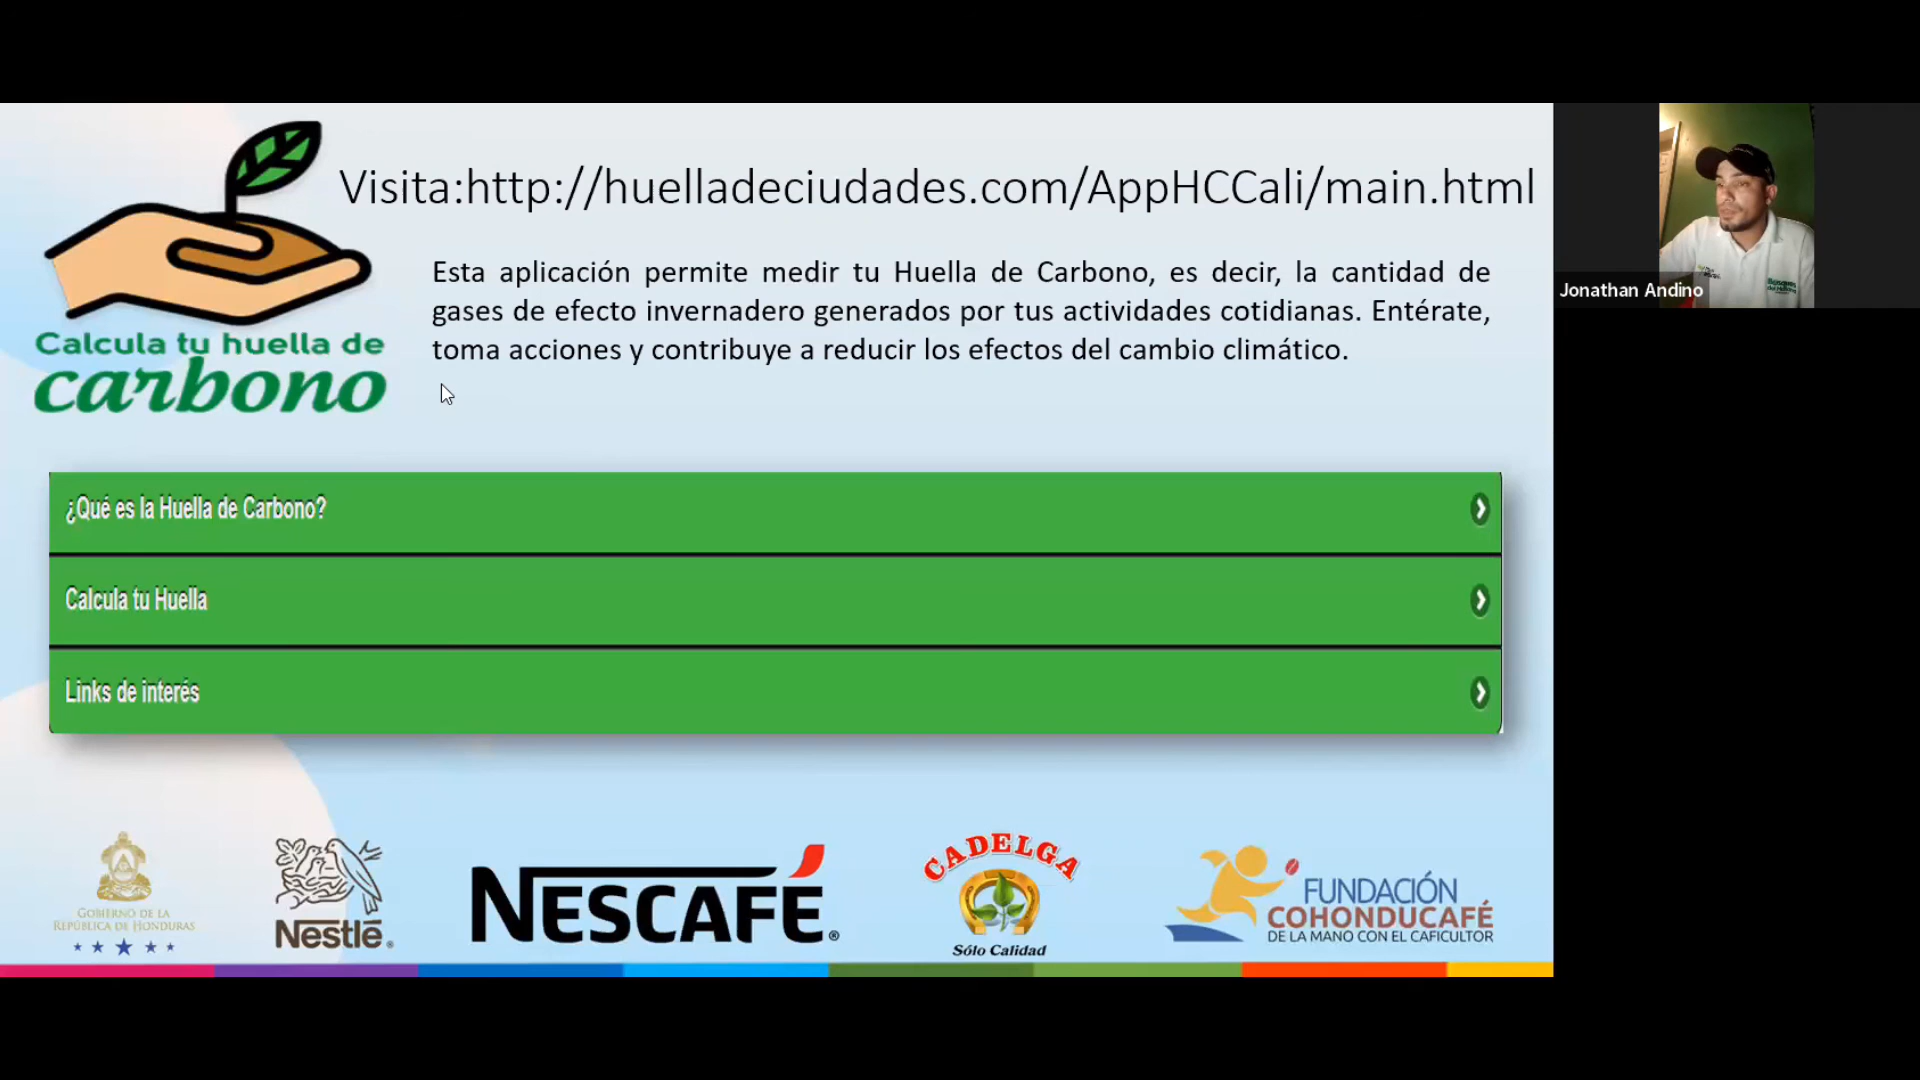 Visita:http://huelladeciudades.com/AppHCCali/main.html
Esta aplicación permite medir tu Huella de Carbono, es decir, la cantidad de
gases de efecto invernadero generados por tus actividades cotidianas. Entérate,
toma acciones y contribuye a reducir los efectos del cambio climático.
Calcula tu huella de
carbono
Jonathan Andino
¿Qué es la Huella de Carbono?
Calcula tu Huella
Links de interés
GOBIERNO DE LA
REPÚBLICA DE HONDURAS
Nestlé®
NESCAFÉ®
CADELGA
Sólo Calidad
FUNDACIÓN
COHONDUCAFÉ
DE LA MANO CON EL CAFICULTOR